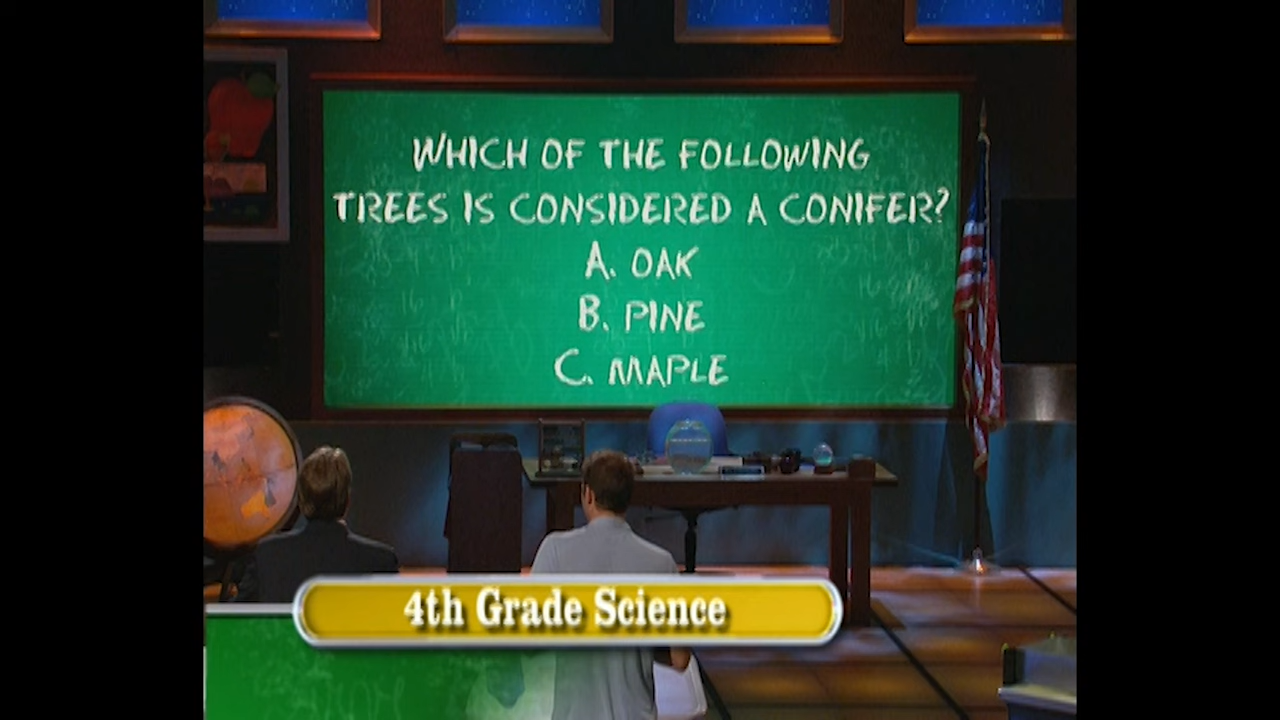 WHICH OF THE FOLLOWING
TREES IS CONSIDERED A CONIFER?
A. OAK
B. PINE
C. MAPLE
4th Grade Science